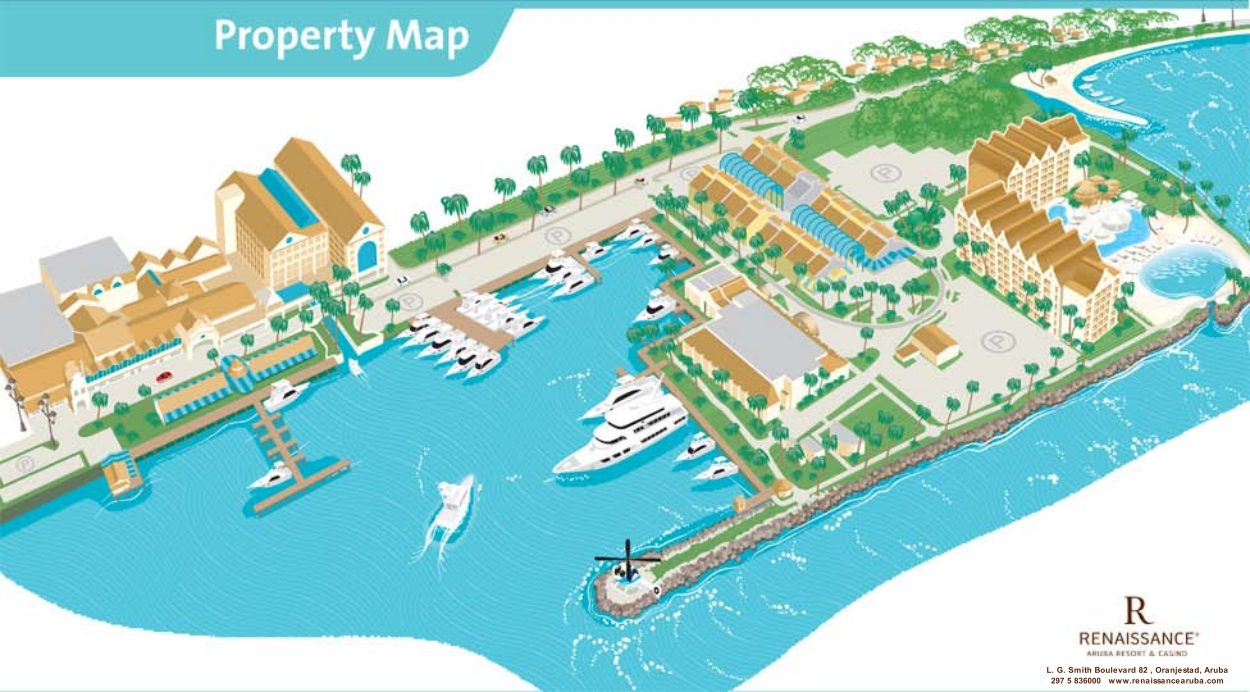 Property Map
P
P
P
P
P
P
R
RENAISSANCE®
ARUBA RESORT & CASINO
L. G. Smith Boulevard 82 , Oranjestad, Aruba
297 5 836000 www.renaissancearuba.com